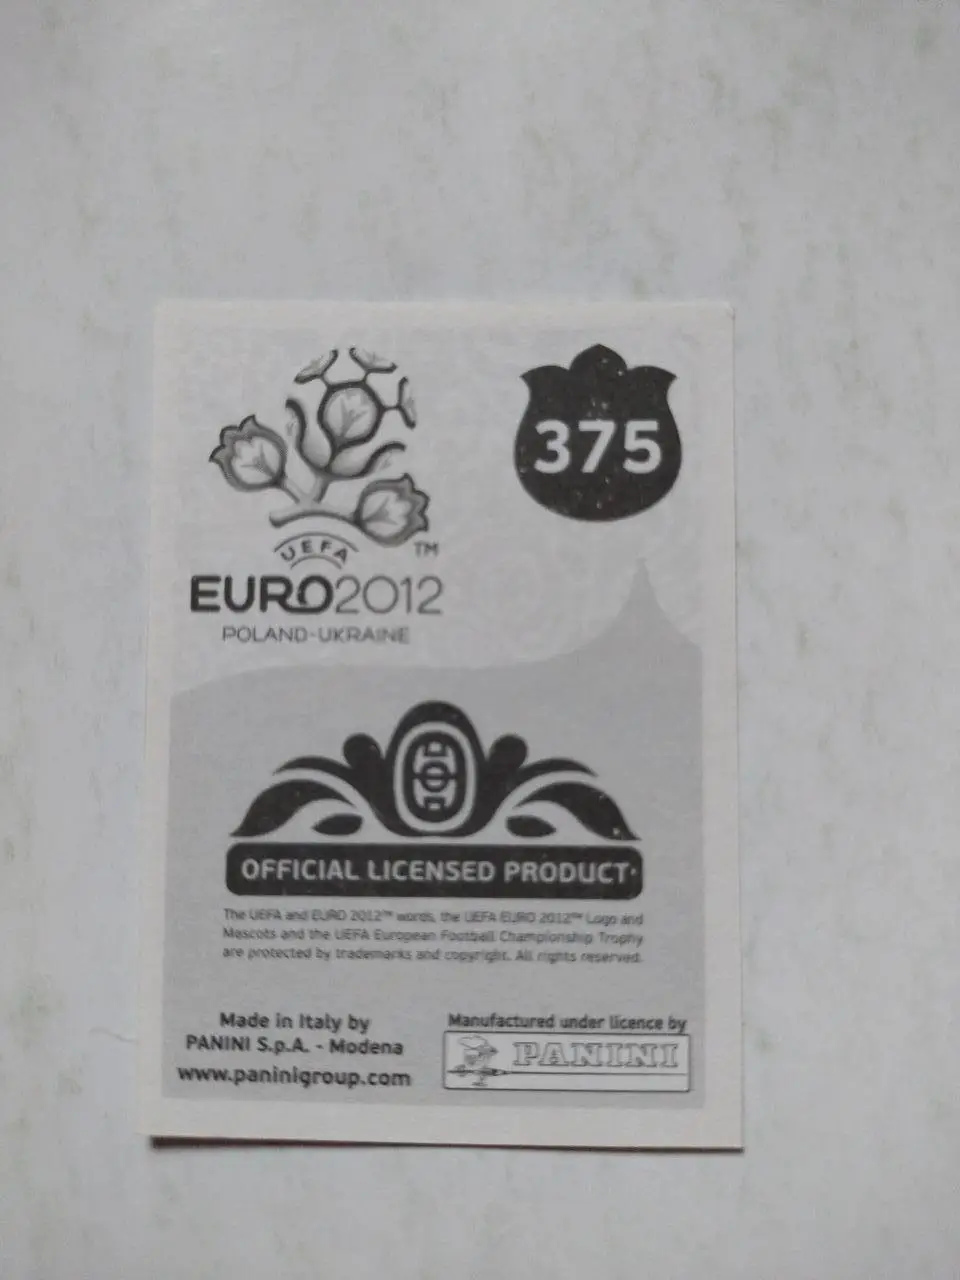 375
UEFA
TM
EURO2012
POLAND-UKRAINE
OFFICIAL LICENSED PRODUCT
The UEFA and EURO 2012™ words, the UEFA EURO 2012™ Logo and
Mascots and the UEFA European Football Championship Trophy
are protected by trademarks and copyright. All rights reserved.
Made in Italy by
PANINI S.p.A. - Modena
www.paninigroup.com
Manufactured under licence by
PANINI